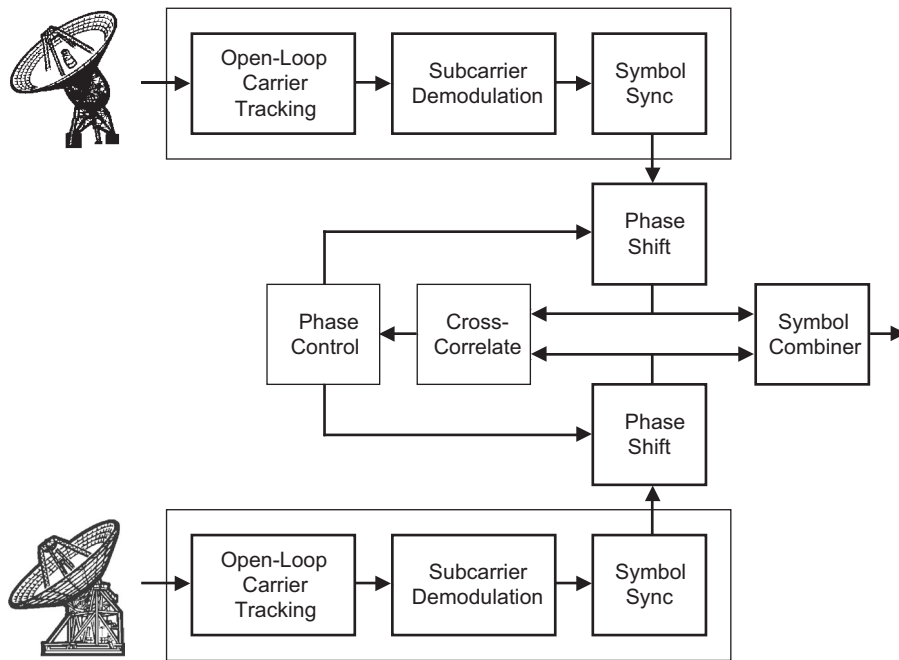 Open-Loop
Carrier
Tracking
Subcarrier
Demodulation
Symbol
Sync
Phase
Shift
Phase
Control
Cross-
Correlate
Symbol
Combiner
Phase
Shift
Open-Loop
Carrier
Tracking
Subcarrier
Demodulation
Symbol
Sync